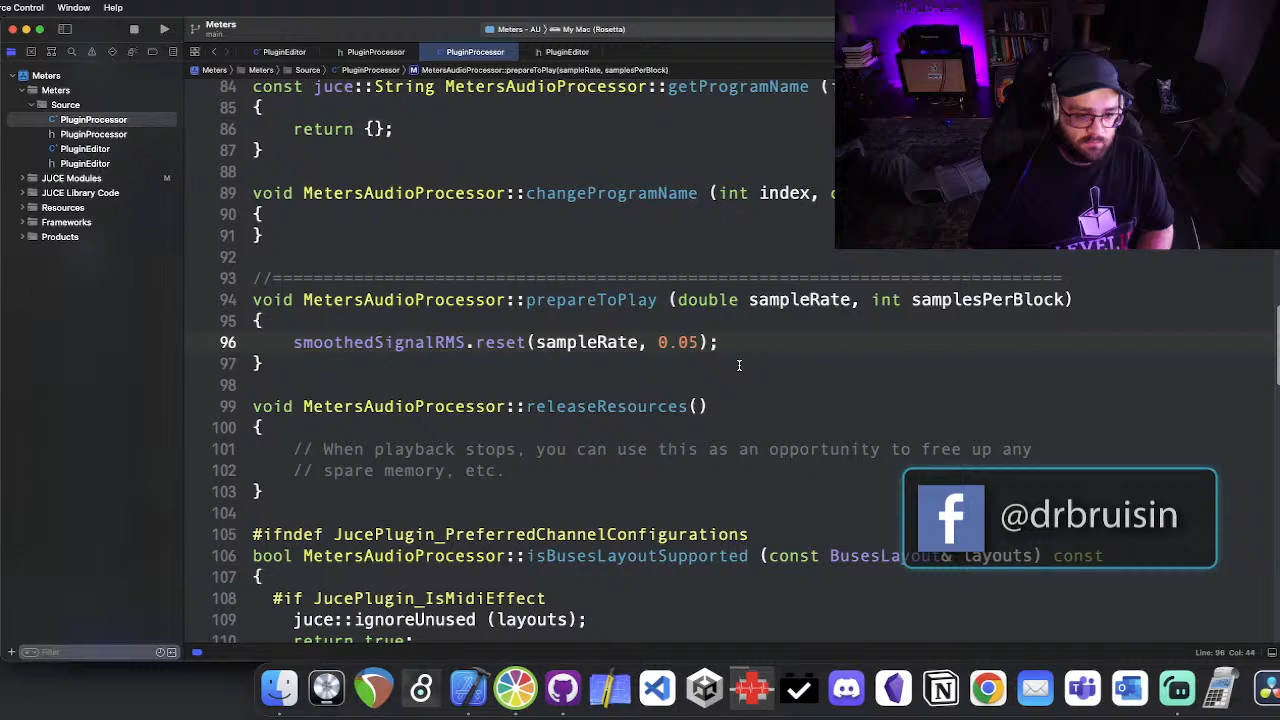 ce Control Window Help
Meters
main
Meters - AU › My Mac (Rosetta)
PluginEditor PluginProcessor PluginProcessor PluginEditor
Meters › Meters › Source › PluginProcessor › MetersAudioProcessor::prepareToPlay(sampleRate, samplesPerBlock)
Meters
Meters
Source
PluginProcessor
PluginProcessor
PluginEditor
PluginEditor
JUCE Modules M
JUCE Library Code
Resources
Frameworks
Products
84 const juce::String MetersAudioProcessor::getProgramName (
85 {
86 return {};
87 }
88
89 void MetersAudioProcessor::changeProgramName (int index,
90 {
91 }
92
93 //==============================================================================
94 void MetersAudioProcessor::prepareToPlay (double sampleRate, int samplesPerBlock)
95 {
96 smoothedSignalRMS.reset(sampleRate, 0.05);
97 }
98
99 void MetersAudioProcessor::releaseResources()
100 {
101 // When playback stops, you can use this as an opportunity to free up any
102 // spare memory, etc.
103 }
104
105 #ifndef JucePlugin_PreferredChannelConfigurations
106 bool MetersAudioProcessor::isBusesLayoutSupported (const BusesLayout& layouts) const
107 {
108 #if JucePlugin_IsMidiEffect
109 juce::ignoreUnused (layouts);
110 return true;
@drbruisin
LEVEL
Filter
Line: 96 Col: 44